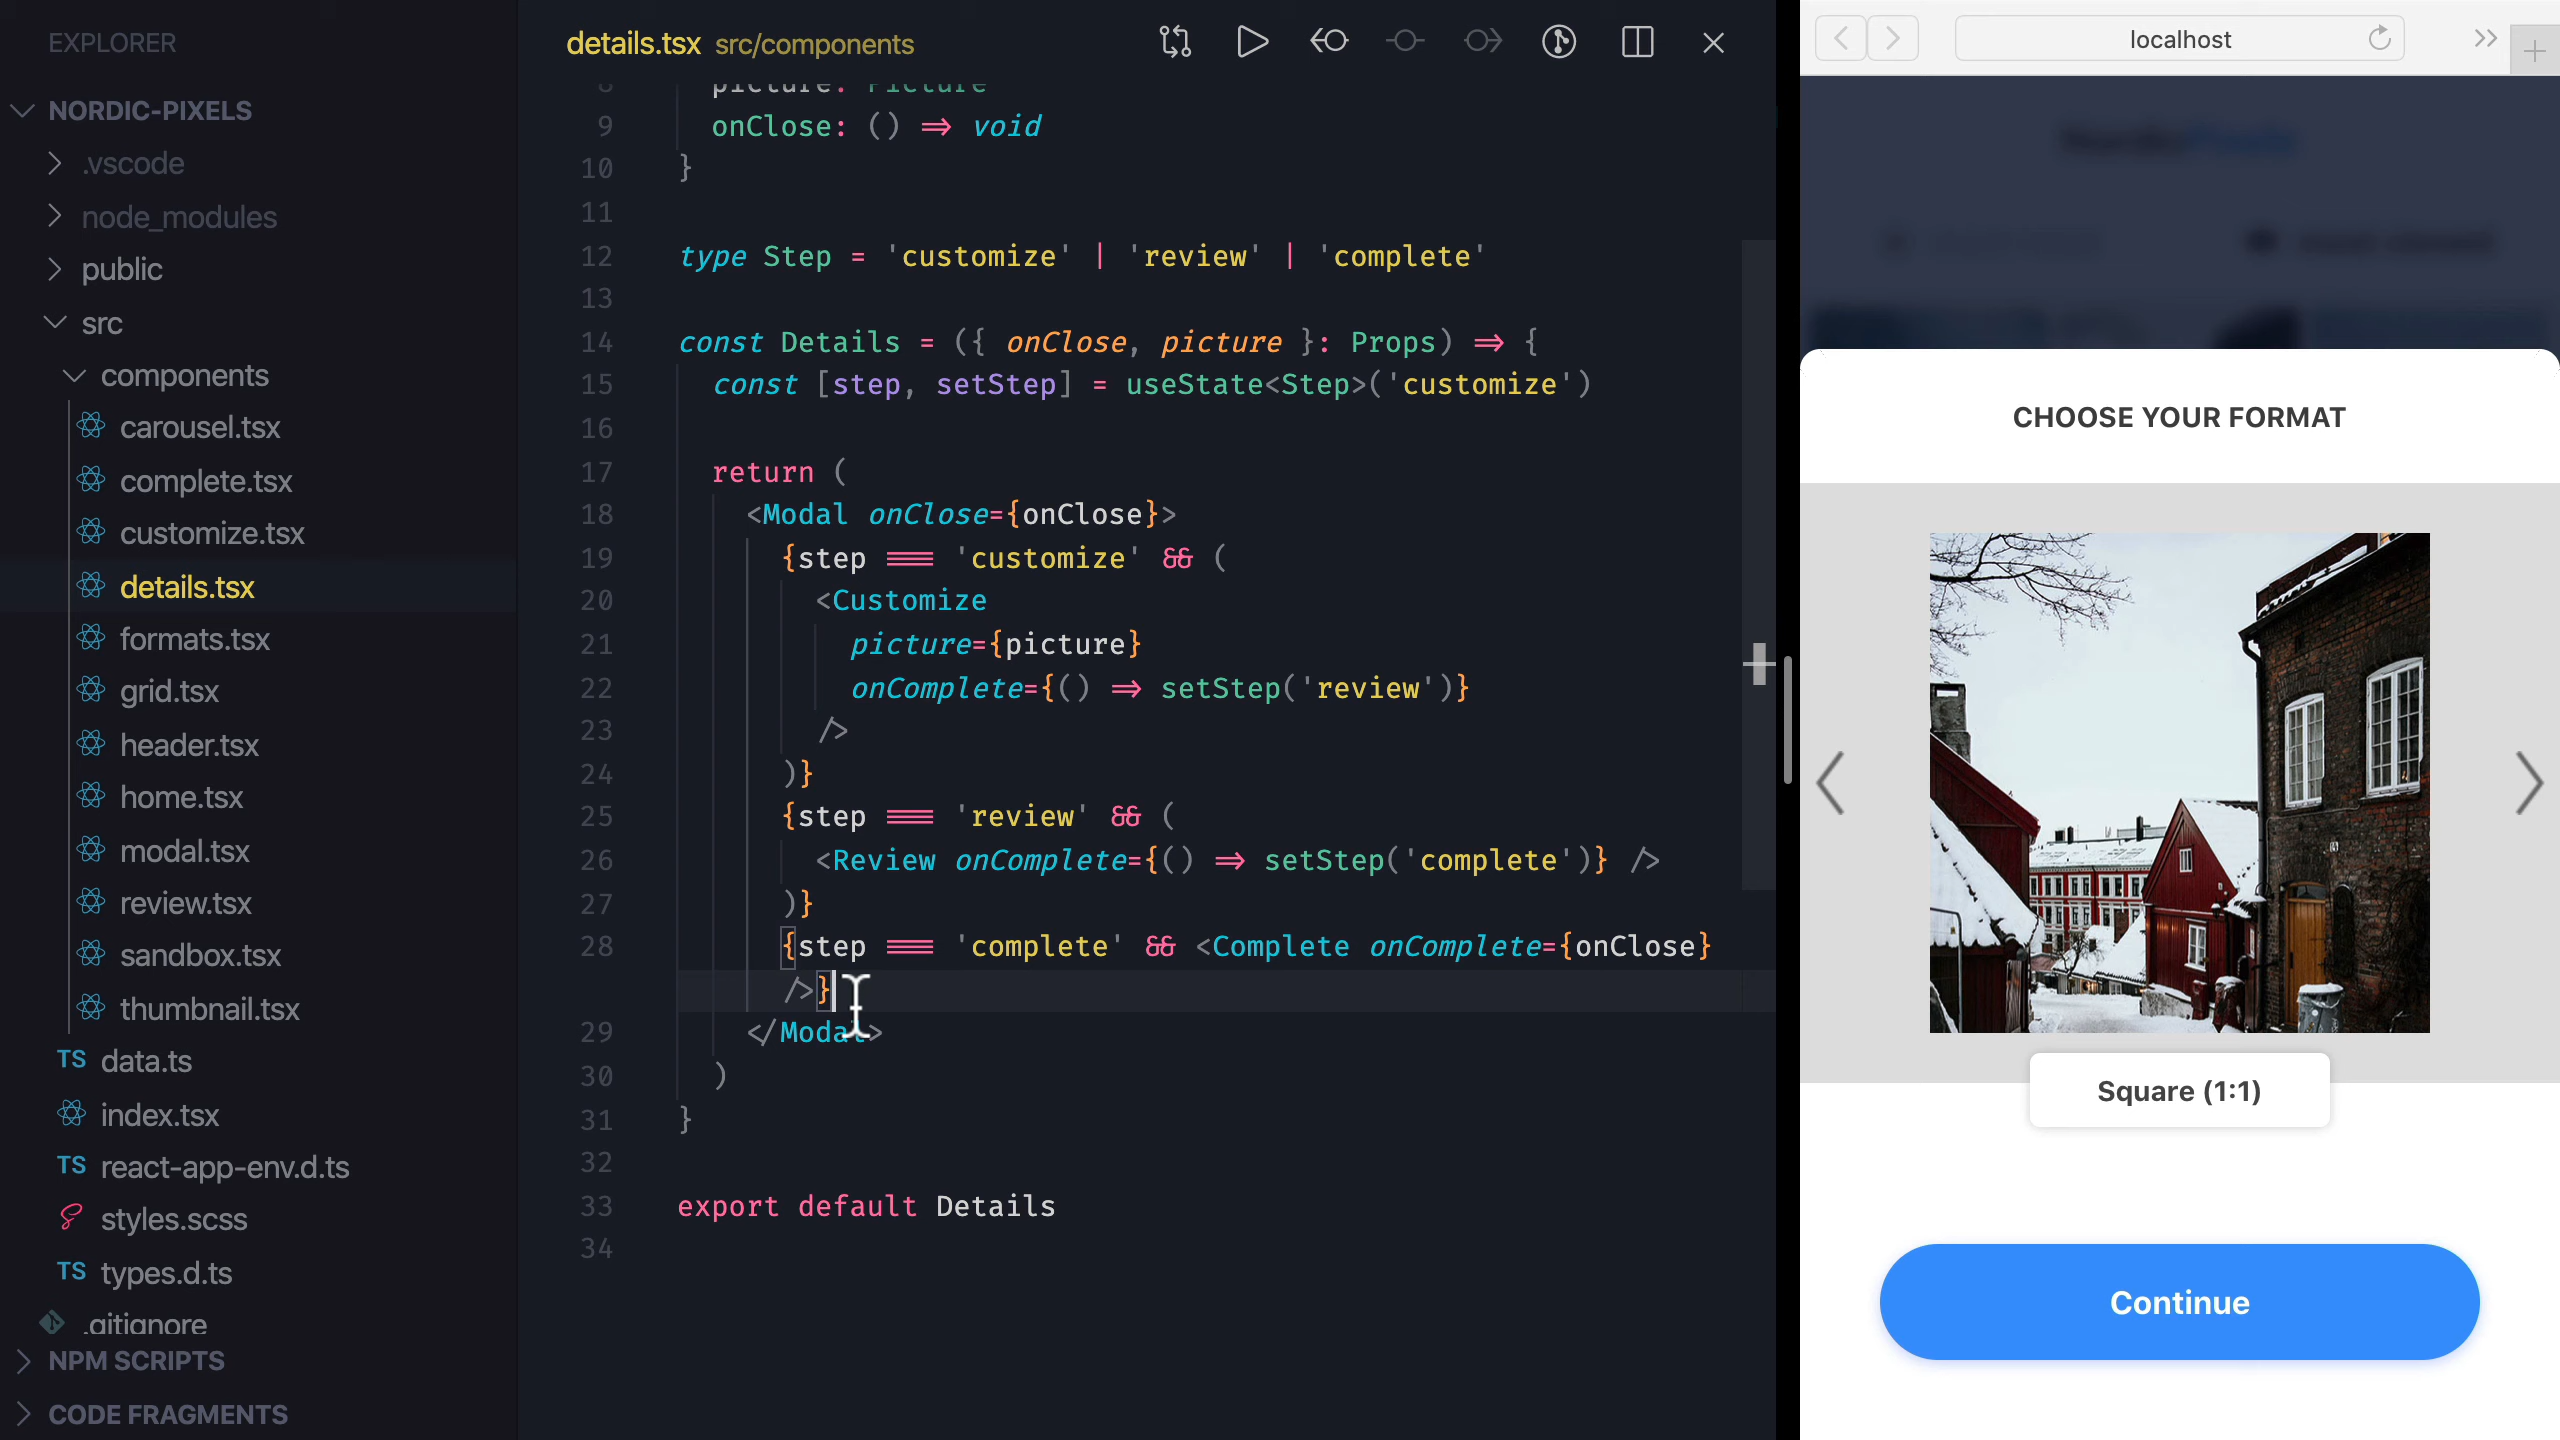 EXPLORER
NORDIC-PIXELS
.vscode
node_modules
public
src
components
carousel.tsx
complete.tsx
customize.tsx
details.tsx
formats.tsx
grid.tsx
header.tsx
home.tsx
modal.tsx
review.tsx
sandbox.tsx
thumbnail.tsx
TS data.ts
index.tsx
TS react-app-env.d.ts
styles.scss
TS types.d.ts
.gitignore
NPM SCRIPTS
CODE FRAGMENTS
details.tsx src/components
8 picture: Picture
9 onClose: () => void
10 }
11
12 type Step = 'customize' | 'review' | 'complete'
13
14 const Details = ({ onClose, picture }: Props) => {
15 const [step, setStep] = useState<Step>('customize')
16
17 return (
18 <Modal onClose={onClose}>
19 {step === 'customize' && (
20 <Customize
21 picture={picture}
22 onComplete={() => setStep('review')}
23 />
24 )}
25 {step === 'review' && (
26 <Review onComplete={() => setStep('complete')} />
27 )}
28 {step === 'complete' && <Complete onComplete={onClose}
/>}
29 </Modal>
30 )
31 }
32
33 export default Details
34
localhost
CHOOSE YOUR FORMAT
Square (1:1)
Continue